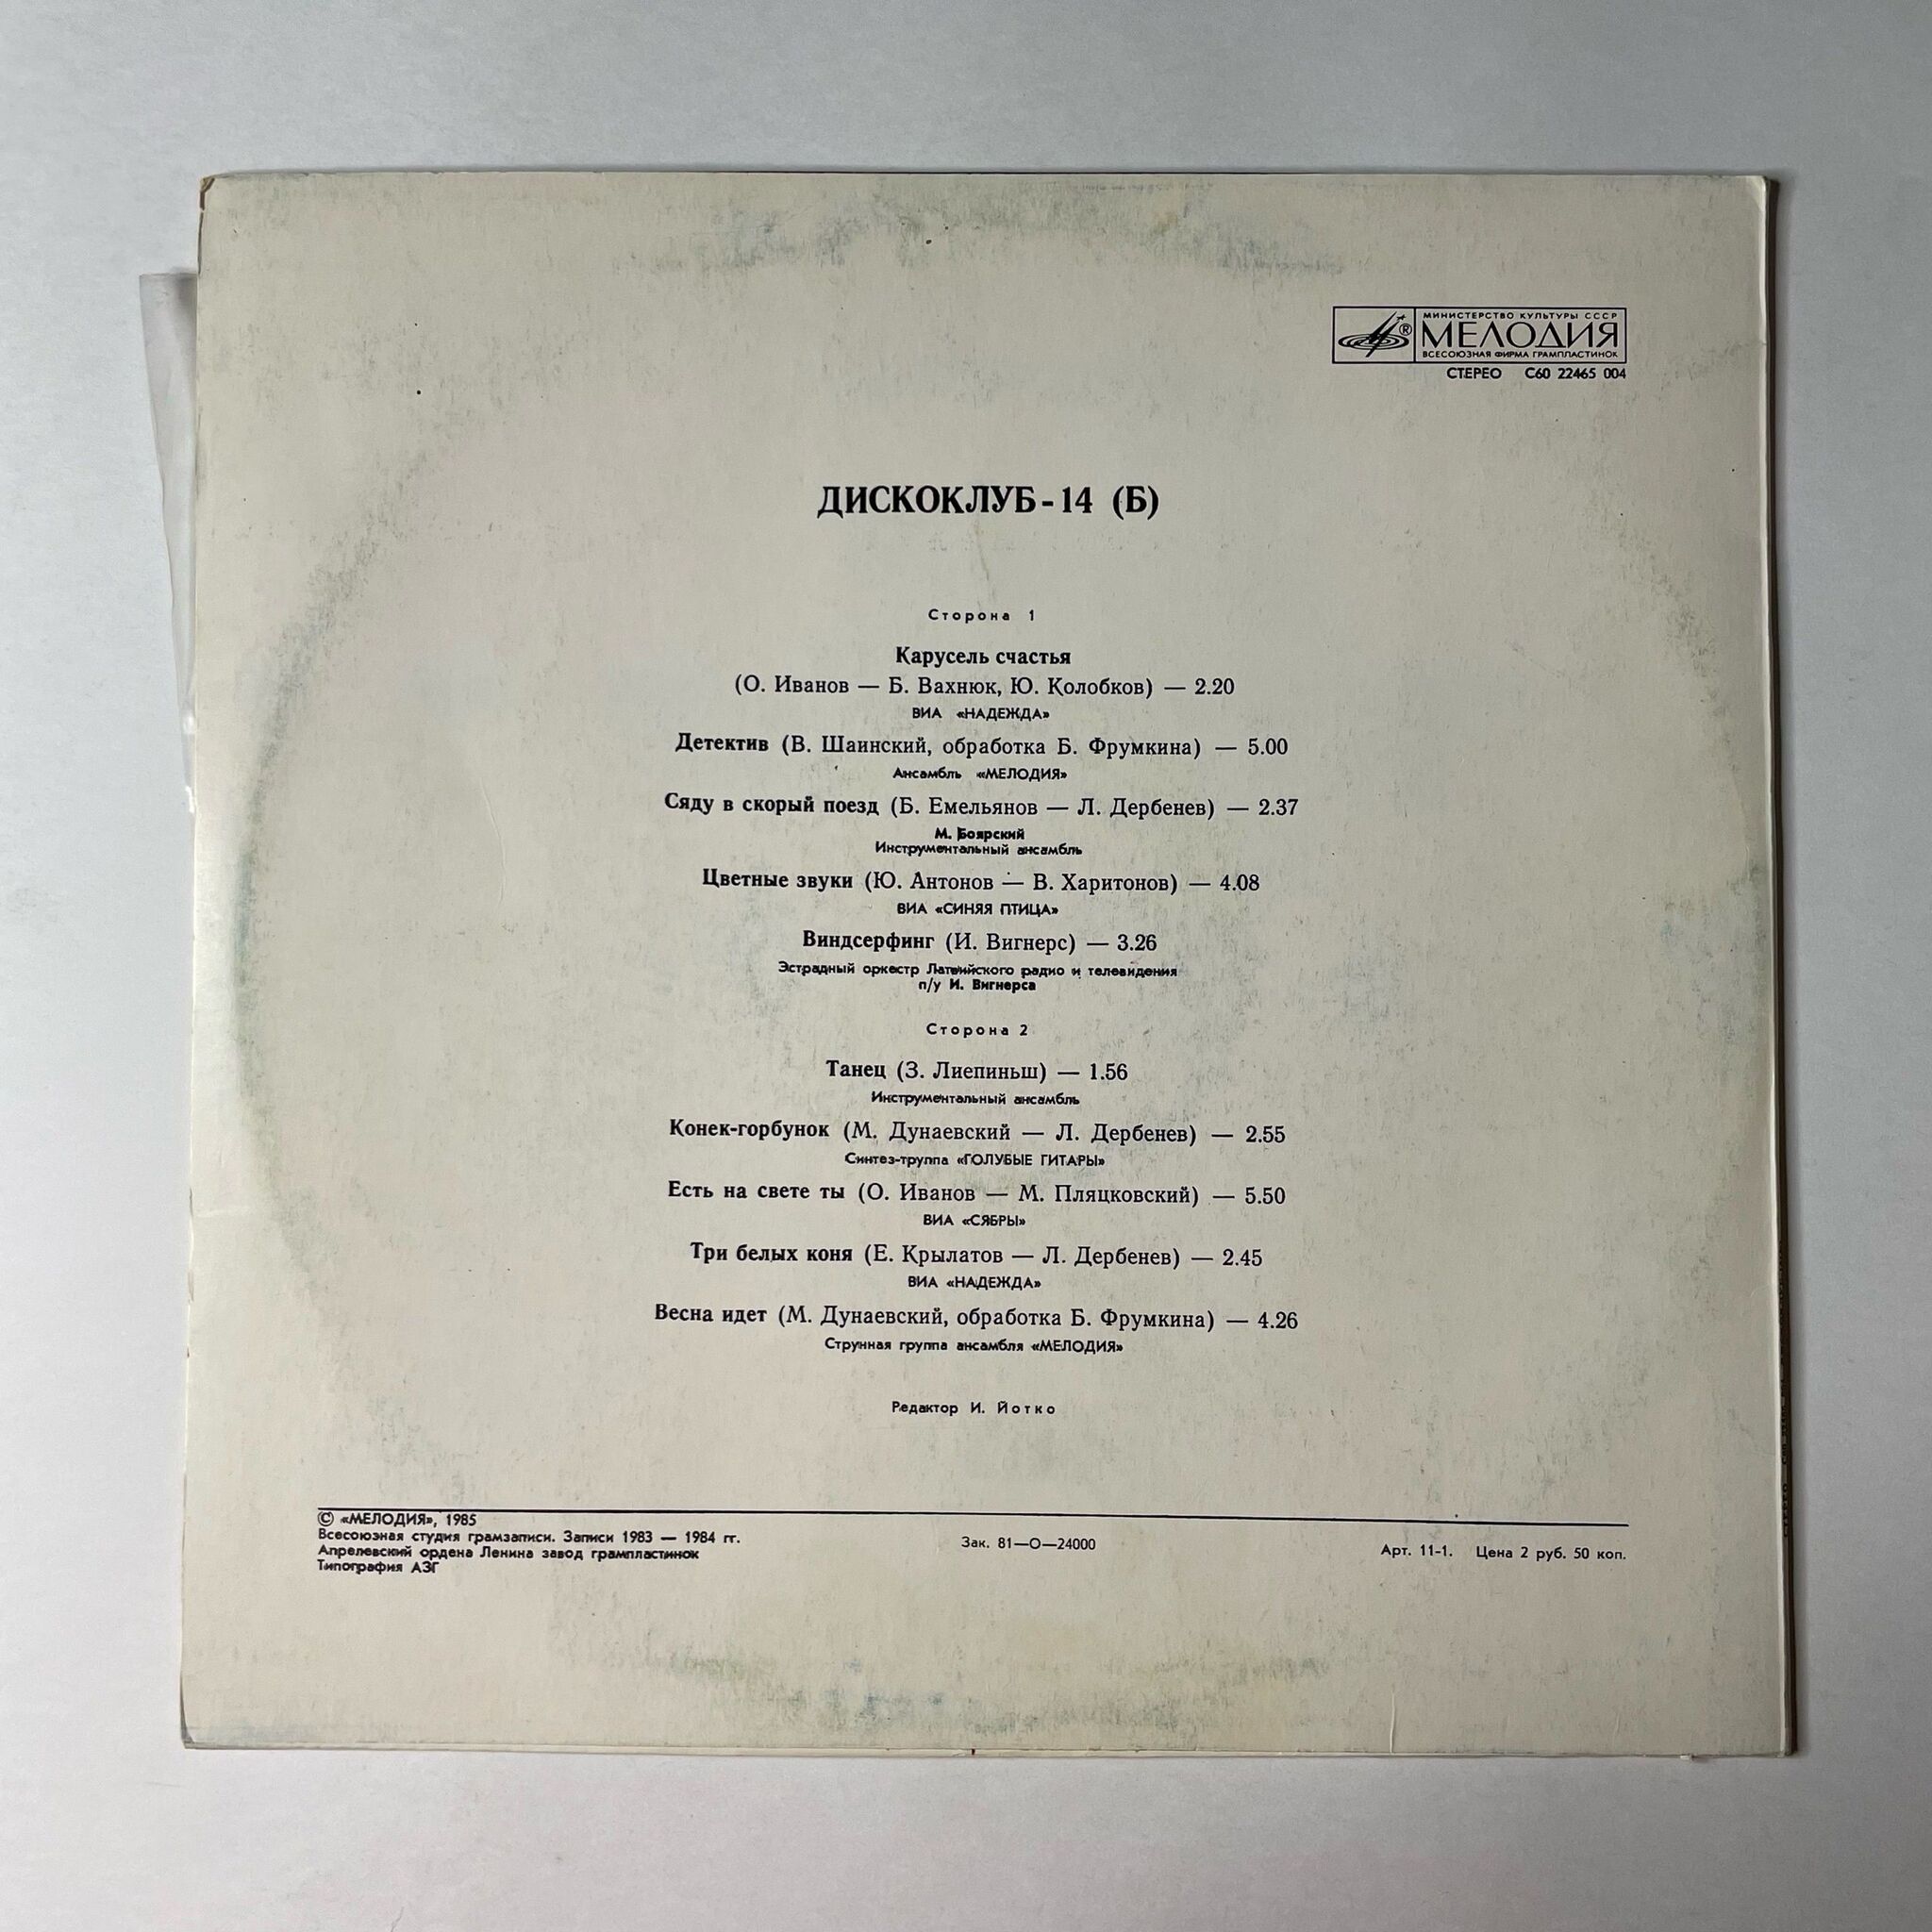 МИНИСТЕРСТВО КУЛЬТУРЫ СССР
® МЕЛОДИЯ
ВСЕСОЮЗНАЯ ФИРМА ГРАМПЛАСТИНОК
СТЕРЕО С60 22465 004
ДИСКОКЛУБ-14 (Б)
Сторона 1
Карусель счастья
(О. Иванов — Б. Вахнюк, Ю. Колобков) — 2.20
ВИА «НАДЕЖДА»
Детектив (В. Шаинский, обработка Б. Фрумкина) — 5.00
Ансамбль «МЕЛОДИЯ»
Сяду в скорый поезд (Б. Емельянов — Л. Дербенев) — 2.37
М. Боярский
Инструментальный ансамбль
Цветные звуки (Ю. Антонов — В. Харитонов) — 4.08
ВИА «СИНЯЯ ПТИЦА»
Виндсерфинг (И. Вигнерс) — 3.26
Эстрадный оркестр Латвийского радио и телевидения
п/у И. Вигнерса
Сторона 2
Танец (З. Лиепиньш) — 1.56
Инструментальный ансамбль
Конек-горбунок (М. Дунаевский — Л. Дербенев) — 2.55
Синтез-группа «ГОЛУБЫЕ ГИТАРЫ»
Есть на свете ты (О. Иванов — М. Пляцковский) — 5.50
ВИА «СЯБРЫ»
Три белых коня (Е. Крылатов — Л. Дербенев) — 2.45
ВИА «НАДЕЖДА»
Весна идет (М. Дунаевский, обработка Б. Фрумкина) — 4.26
Струнная группа ансамбля «МЕЛОДИЯ»
Редактор И. Йотко
© «МЕЛОДИЯ», 1985
Всесоюзная студия грамзаписи. Записи 1983 — 1984 гг.
Апрелевский ордена Ленина завод грампластинок
Типография АЗГ
Зак. 81—О—24000
Арт. 11-1. Цена 2 руб. 50 коп.